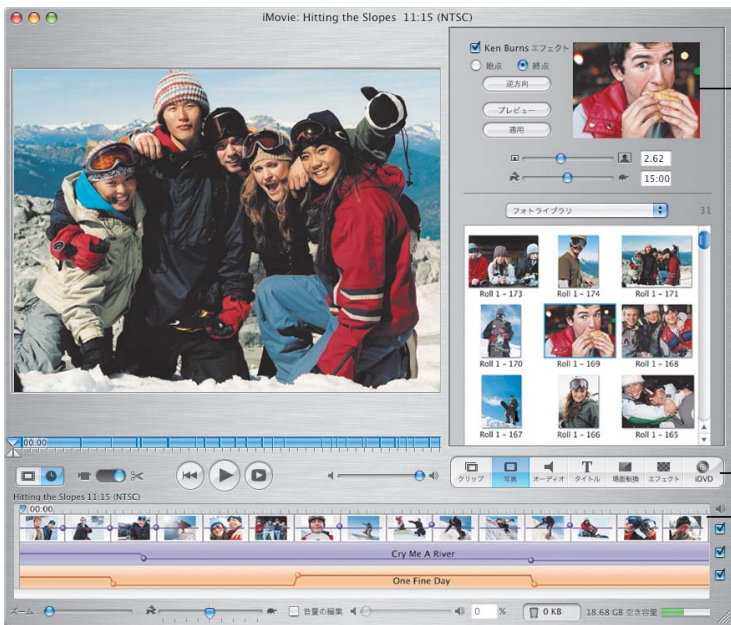 iMovie: Hitting the Slopes 11:15 (NTSC)
Ken Burns エフェクト
始点 終点
逆方向
プレビュー
適用
2.62
15:00
フォトライブラリ 31
Roll 1 - 173 Roll 1 - 174 Roll 1 - 171
Roll 1 - 170 Roll 1 - 169 Roll 1 - 168
Roll 1 - 167 Roll 1 - 166 Roll 1 - 165
00:00
クリップ 写真 オーディオ タイトル 場面転換 エフェクト iDVD
Hitting the Slopes 11:15 (NTSC)
00:00
Cry Me A River
One Fine Day
ズーム: 音量の編集 0 % 0 KB 18.68 GB 空き容量